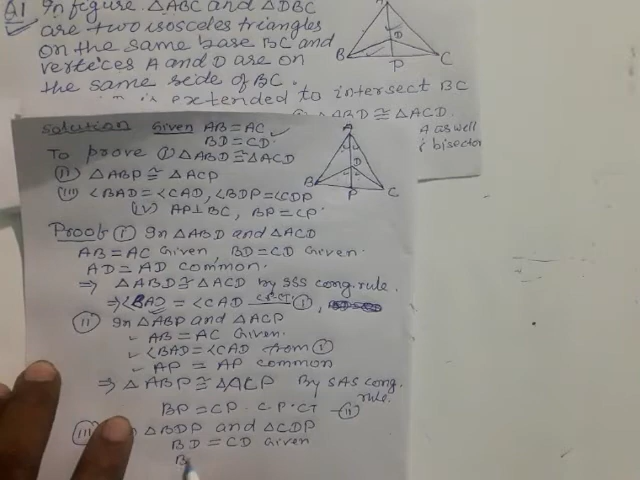 Q1 In figure △ABC and △DBC
are two isosceles triangles
on the same base BC and
vertices A and D are on
the same side of BC.
is extended to intersect BC
△ABD ≅ △ACD.
A as well
bisector
D
B
P
C
Solution Given AB = AC
BD = CD
To prove (i) △ABD ≅ △ACD
(ii) △ABP ≅ △ACP
(iii) ∠BAD = ∠CAD, ∠BDP = ∠CDP
(iv) AP ⊥ BC, BP = CP
A
D
B
P
C
Proof (i) In △ABD and △ACD
AB = AC Given, BD = CD Given.
AD = AD common.
⇒ △ABD ≅ △ACD by SSS cong. rule.
⇒ ∠BAD = ∠CAD C.P.C.T (i),
(ii) In △ABP and △ACP
AB = AC Given.
∠BAD = ∠CAD from (i)
AP = AP common
⇒ △ABP ≅ △ACP By SAS cong. rule.
BP = CP. C.P.CT - (ii)
(iii) △BDP and △CDP
BD = CD Given
B